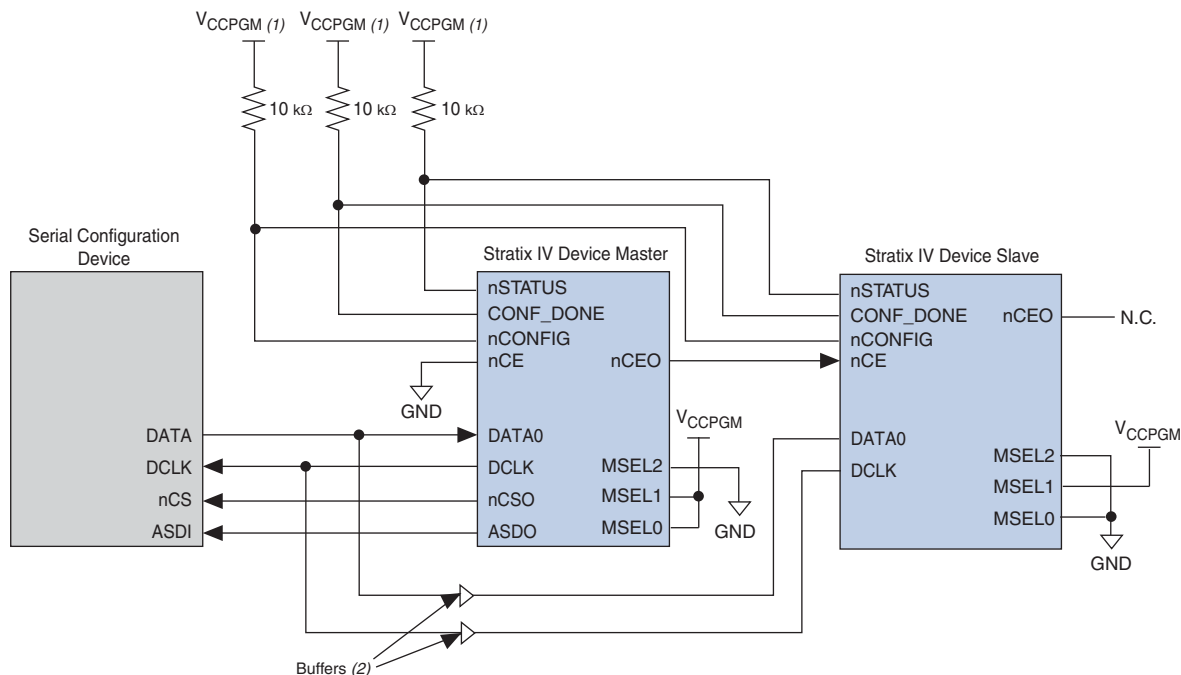 VCCPGM (1) VCCPGM (1) VCCPGM (1)
10 kΩ 10 kΩ 10 kΩ
Serial Configuration
Device
DATA
DCLK
nCS
ASDI
Stratix IV Device Master
nSTATUS
CONF_DONE
nCONFIG
nCE
nCEO
GND
DATA0
DCLK
nCSO
ASDO
MSEL2
MSEL1
MSEL0
VCCPGM
GND
Stratix IV Device Slave
nSTATUS
CONF_DONE
nCONFIG
nCE
nCEO
N.C.
DATA0
DCLK
MSEL2
MSEL1
MSEL0
VCCPGM
GND
Buffers (2)